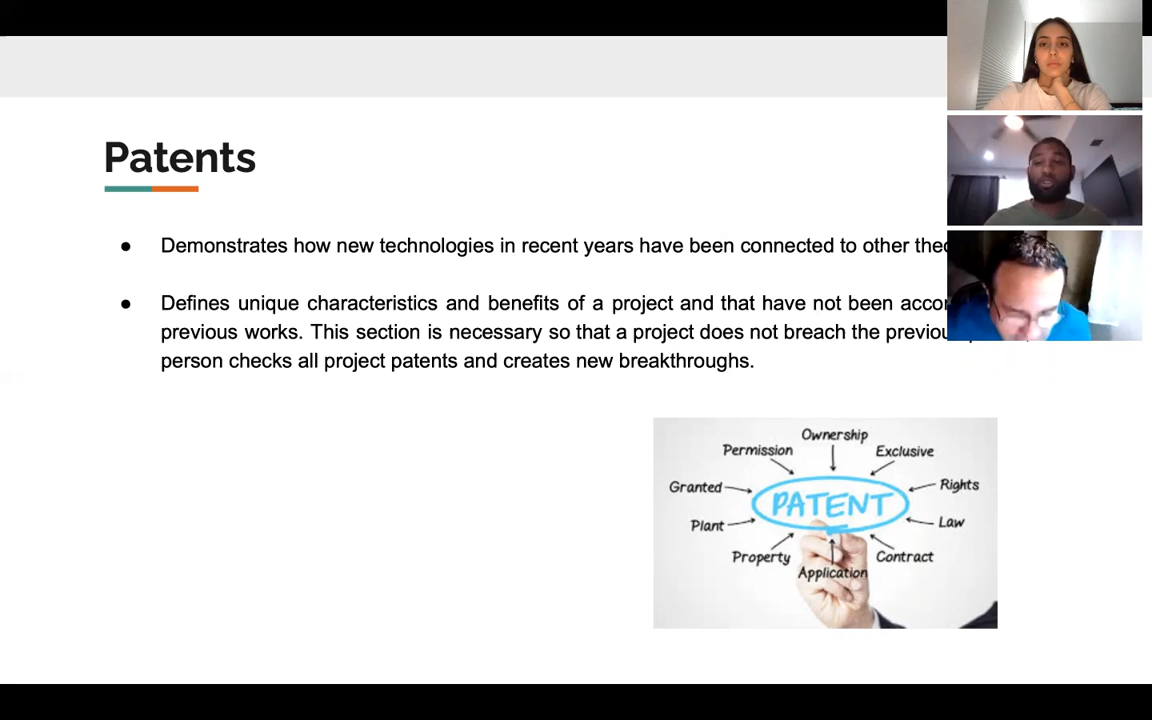 Patents
● Demonstrates how new technologies in recent years have been connected to other
● Defines unique characteristics and benefits of a project and that have not been
previous works. This section is necessary so that a project does not breach the
person checks all project patents and creates new breakthroughs.
Ownership
Permission
Exclusive
Granted
Rights
PATENT
Plant
Law
Property
Contract
Application